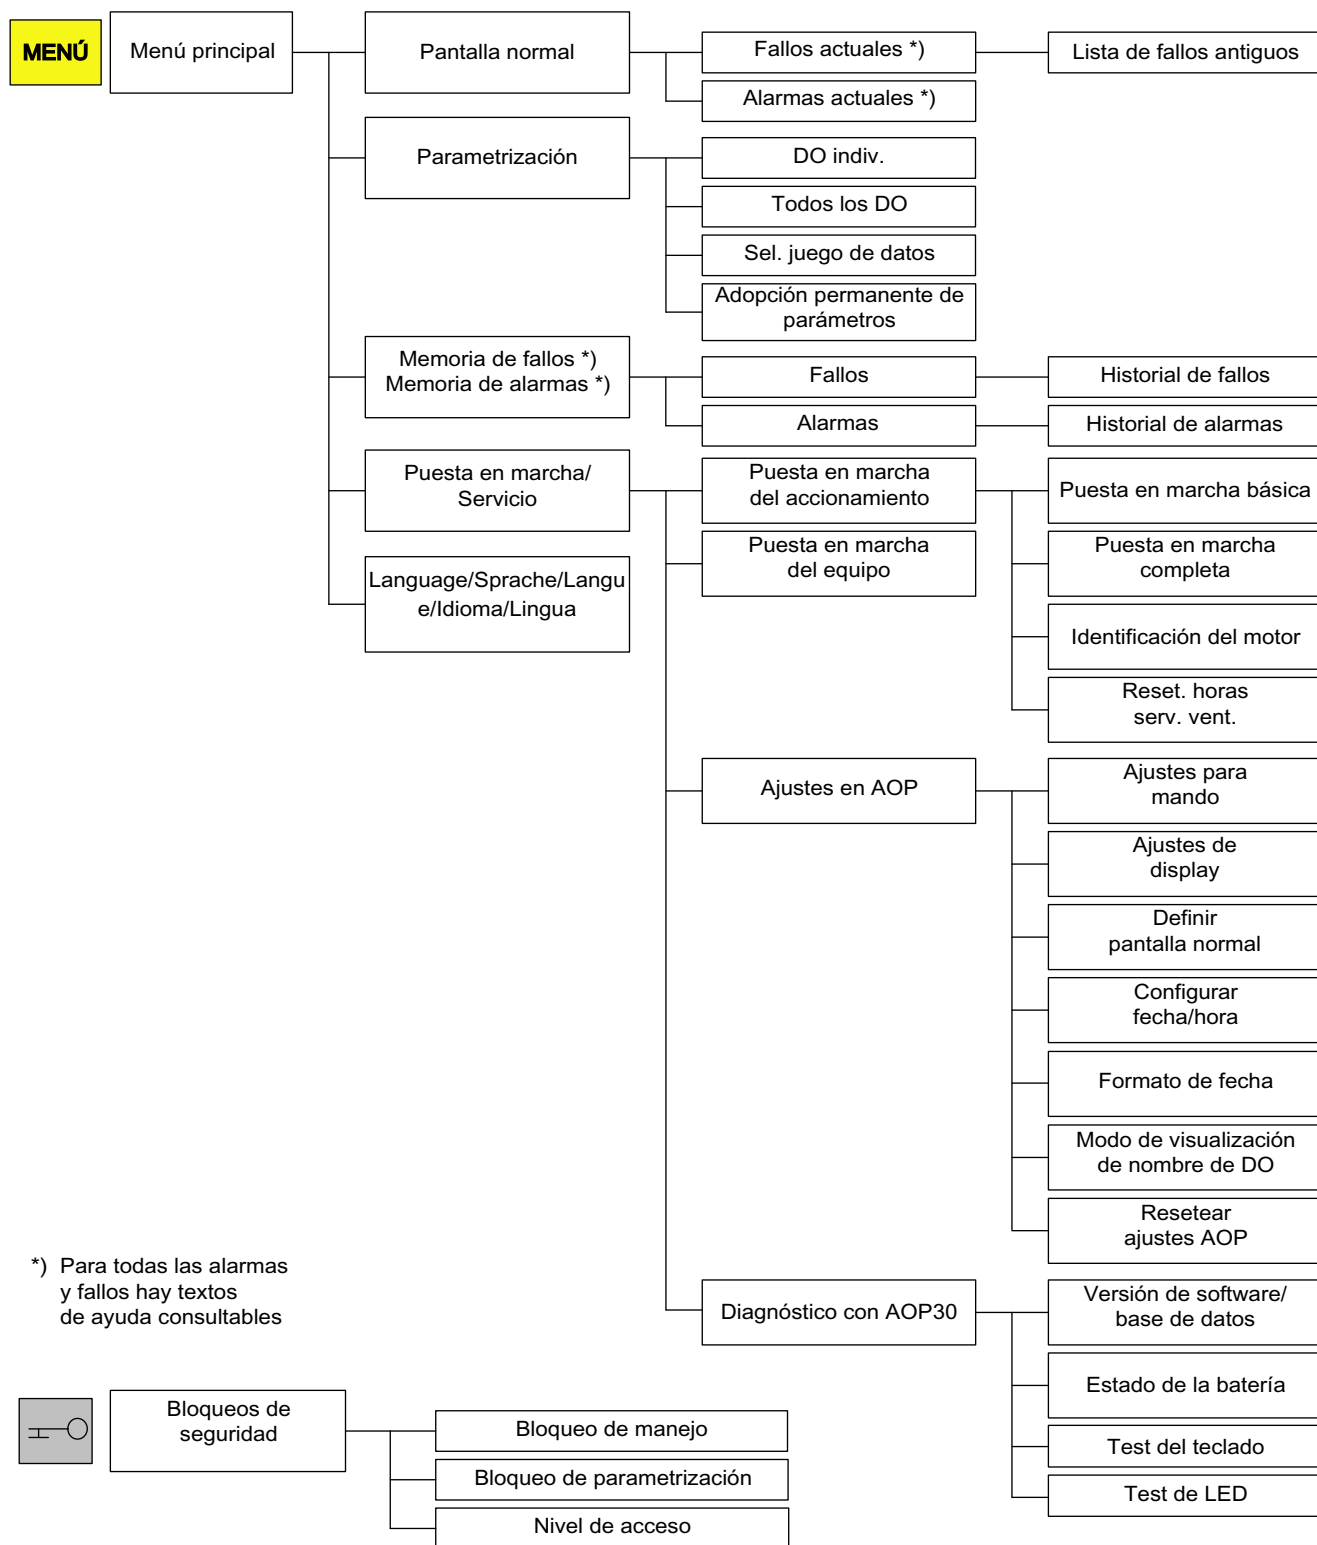 MENÚ
Menú principal
Pantalla normal
Fallos actuales *)
Lista de fallos antiguos
Alarmas actuales *)
Parametrización
DO indiv.
Todos los DO
Sel. juego de datos
Adopción permanente de
parámetros
Memoria de fallos *)
Memoria de alarmas *)
Fallos
Historial de fallos
Alarmas
Historial de alarmas
Puesta en marcha/
Servicio
Puesta en marcha
del accionamiento
Puesta en marcha básica
Puesta en marcha
completa
Identificación del motor
Reset. horas
serv. vent.
Puesta en marcha
del equipo
Language/Sprache/Langu
e/Idioma/Lingua
Ajustes en AOP
Ajustes para
mando
Ajustes de
display
Definir
pantalla normal
Configurar
fecha/hora
Formato de fecha
Modo de visualización
de nombre de DO
Resetear
ajustes AOP
Diagnóstico con AOP30
Versión de software/
base de datos
Estado de la batería
Test del teclado
Test de LED
*) Para todas las alarmas
y fallos hay textos
de ayuda consultables
Bloqueos de
seguridad
Bloqueo de manejo
Bloqueo de parametrización
Nivel de acceso